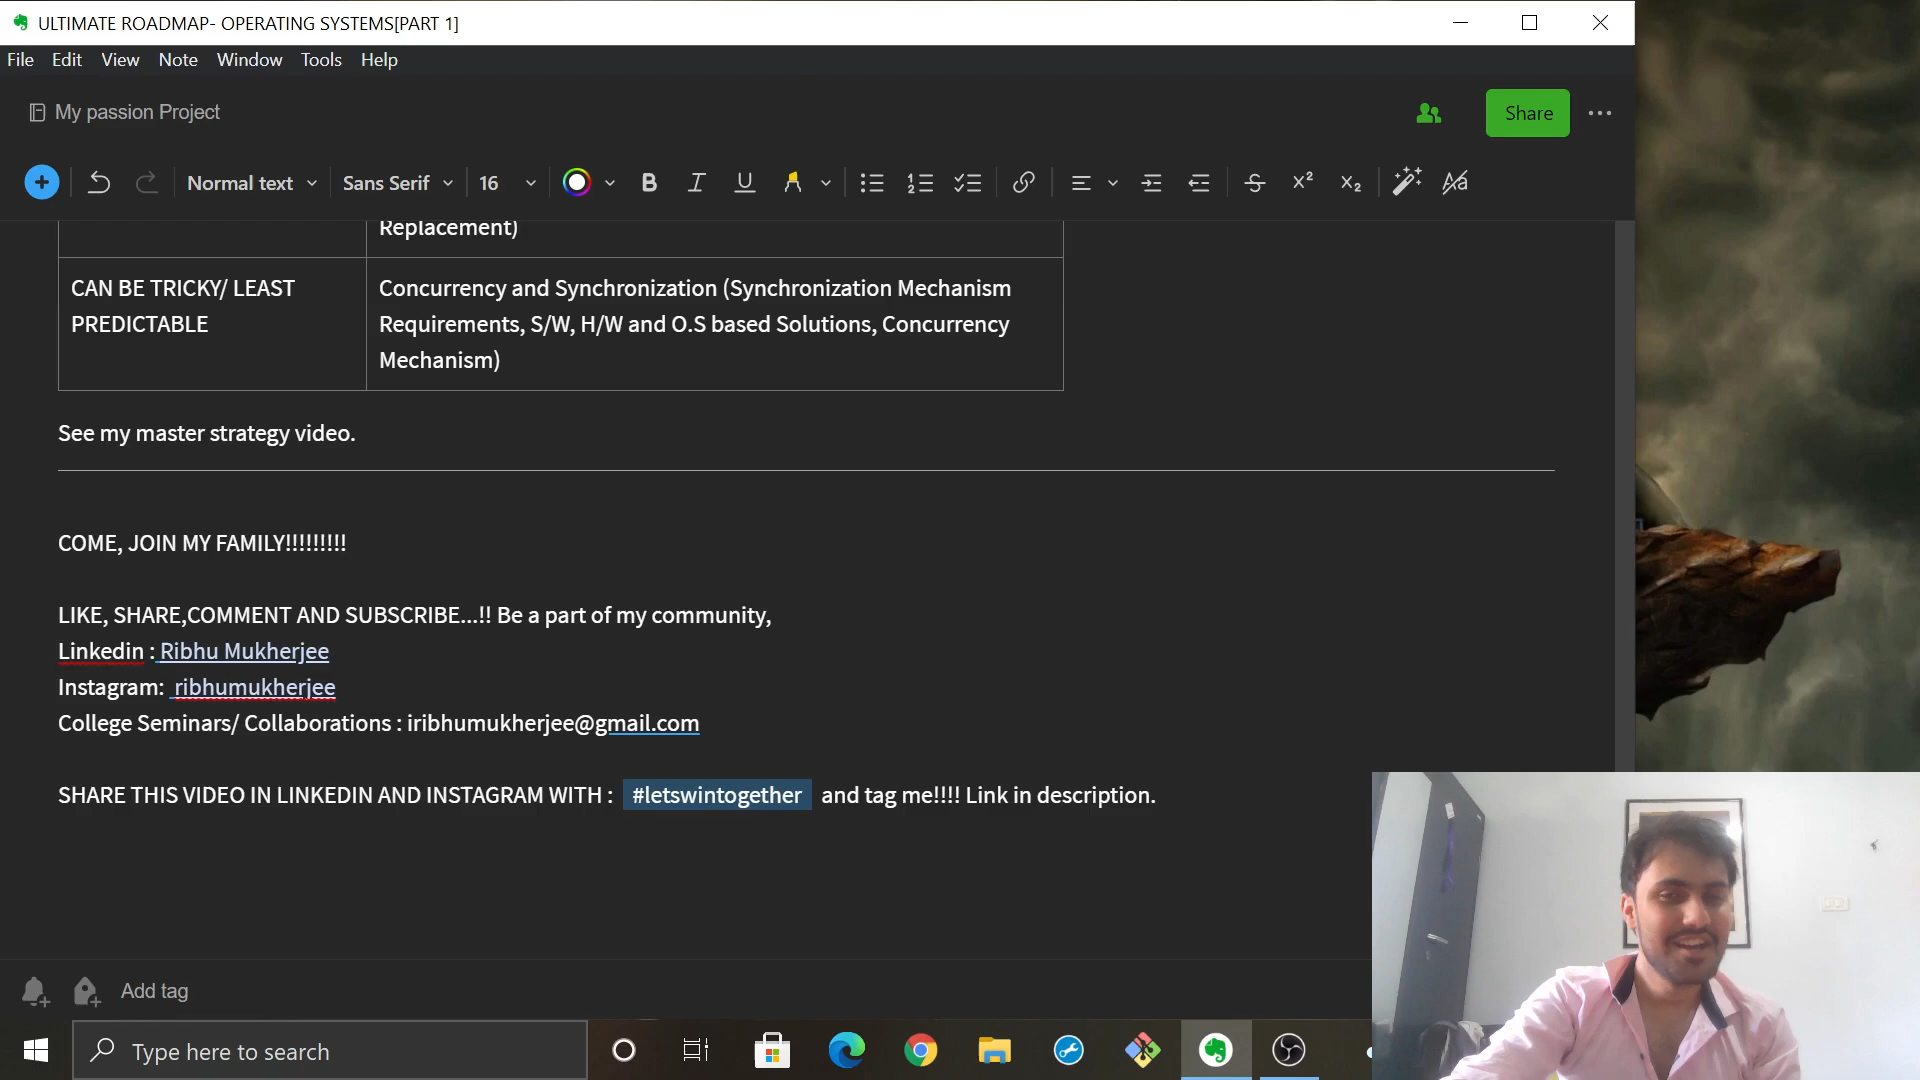 ULTIMATE ROADMAP- OPERATING SYSTEMS[PART 1]
File Edit View Note Window Tools Help
My passion Project
Share
Normal text Sans Serif 16
Replacement)
CAN BE TRICKY/ LEAST
PREDICTABLE
Concurrency and Synchronization (Synchronization Mechanism
Requirements, S/W, H/W and O.S based Solutions, Concurrency
Mechanism)
See my master strategy video.
COME, JOIN MY FAMILY!!!!!!!!!
LIKE, SHARE,COMMENT AND SUBSCRIBE...!! Be a part of my community,
Linkedin : Ribhu Mukherjee
Instagram: ribhumukherjee
College Seminars/ Collaborations : iribhumukherjee@gmail.com
SHARE THIS VIDEO IN LINKEDIN AND INSTAGRAM WITH : #letswintogether and tag me!!!! Link in description.
Add tag
Type here to search